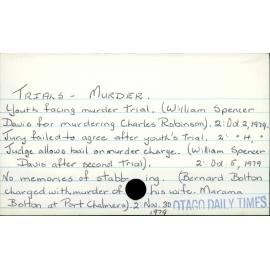 TRIALS - MURDER.
Youth facing murder trial. (William Spencer
Davis for murdering Charles Robinson). 2: Oct 2, 1979.
Jury failed to agree after youth's Trial. 2: " 4, "
Judge allows bail on murder charge. (William Spencer
Davis after second Trial). 2: Oct 5, 1979
No memories of stabbing. (Bernard Bolton
charged with murder of his wife. Marama
Bolton at Port Chalmers). 2: Nov. 30
1979
OTAGO DAILY TIMES